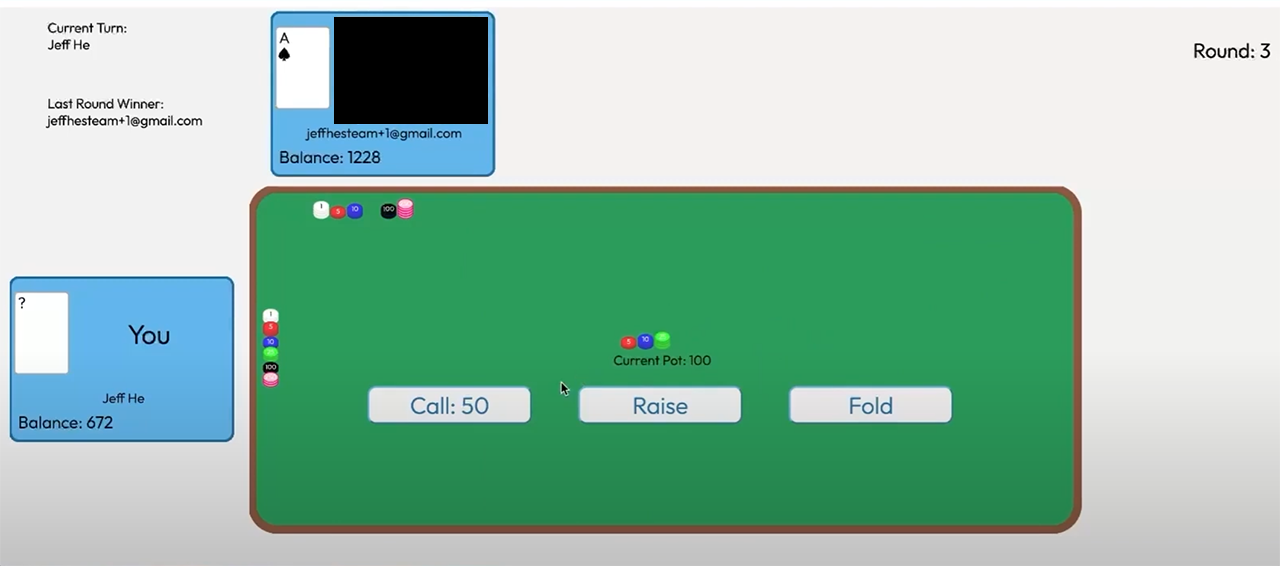 Current Turn:
Jeff He
Last Round Winner:
jeffhesteam+1@gmail.com
A
jeffhesteam+1@gmail.com
Balance: 1228
Round: 3
1
5
10
100
?
You
Jeff He
Balance: 672
1
5
10
100
5
10
Current Pot: 100
Call: 50
Raise
Fold